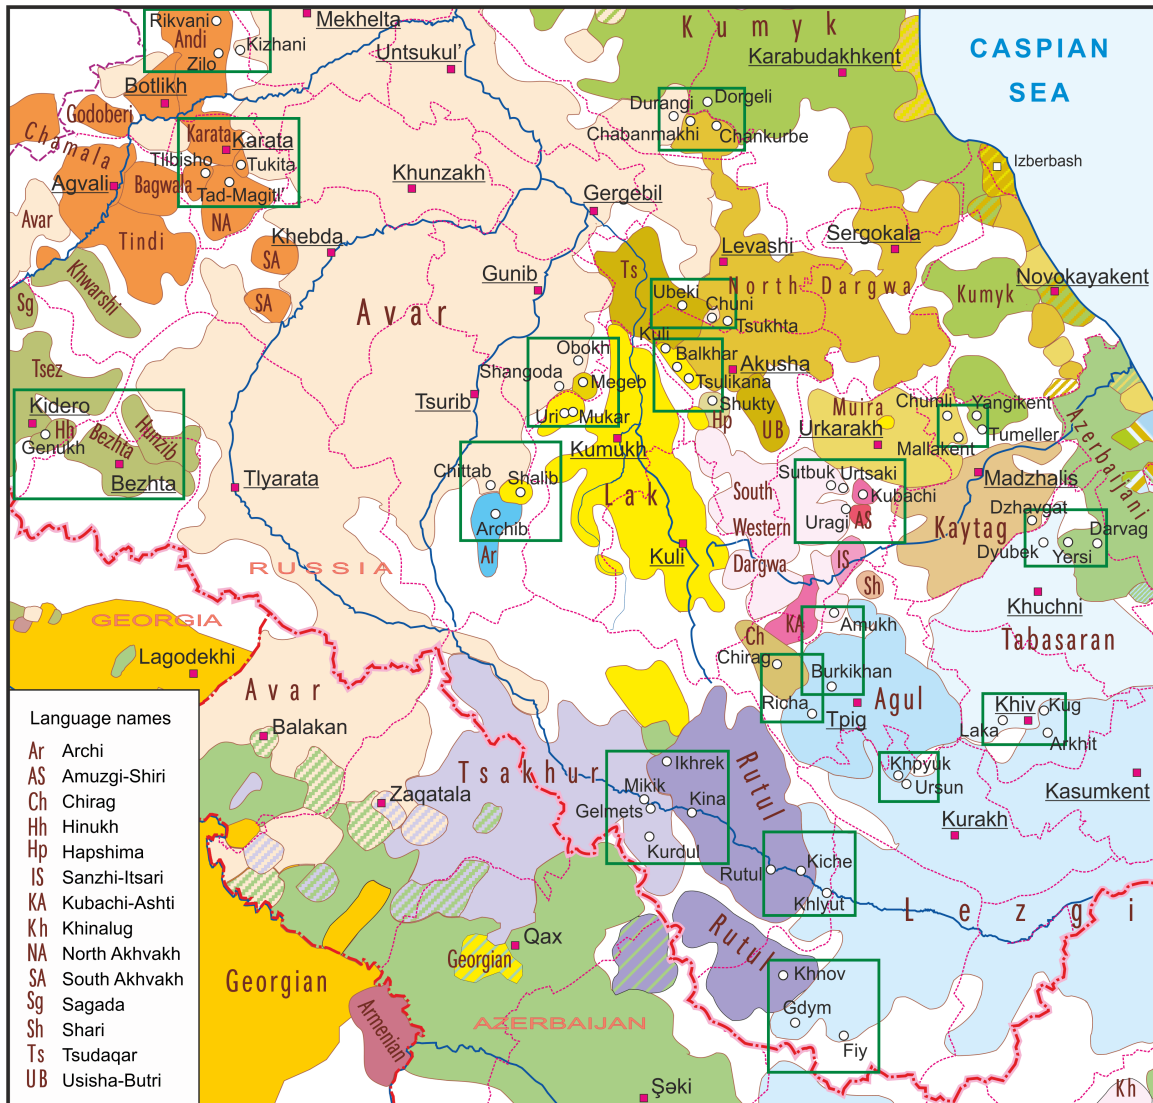 Rikvani
Andi
Zilo
Kizhani
Mekhelta
Untsukul'
Kumyk
Karabudakhkent
CASPIAN
SEA
Botlikh
Godoberi
Chamala
Karata
Karata
Tlibisho
Tukita
Tad-Magitl'
Bagwala
NA
Agvali
Avar
Tindi
Khwarshi
Sg
SA
SA
Khebda
Khunzakh
Gergebil
Durangi
Dorgeli
Chabanmakhi
Chankurbe
Izberbash
Levashi
Sergokala
North Dargwa
Novokayakent
Kumyk
Gunib
Avar
Ts
Ubeki
Chuni
Tsukhta
Kuli
Balkhar
Tsulikana
Shukty
Akusha
Hp
UB
Obokh
Shangoda
Megeb
Uri
Mukar
Tsurib
Kumukh
Tsez
Kidero
Hh
Genukh
Bezhta
Hunzib
Bezhta
Tlyarata
Chittab
Shalib
Archib
Ar
Lak
Kuli
Muira
Urkarakh
Chumli
Yangikent
Tumeller
Mallakent
Madzhalis
Azerbaijani
Sutbuk
Urtsaki
Kubachi
Uragi
AS
South
Western
Dargwa
IS
Sh
KA
Kaytag
Dzhavgat
Darvag
Dyubek
Yersi
Khuchni
Tabasaran
RUSSIA
GEORGIA
Lagodekhi
Avar
Balakan
Zaqatala
Ch
Chirag
Amukh
Burkikhan
Richa
Agul
Tpig
Khiv
Kug
Laka
Arkhit
Khpyuk
Ursun
Kasumkent
Kurakh
Tsakhur
Rutul
Ikhrek
Mikik
Gelmets
Kina
Kurdul
Rutul
Kiche
Khlyut
Lezgi
Rutul
Khnov
Gdym
Fiy
Kh
Qax
Georgian
Georgian
Armenian
AZERBAIJAN
Şəki
Language names
Ar Archi
AS Amuzgi-Shiri
Ch Chirag
Hh Hinukh
Hp Hapshima
IS Sanzhi-Itsari
KA Kubachi-Ashti
Kh Khinalug
NA North Akhvakh
SA South Akhvakh
Sg Sagada
Sh Shari
Ts Tsudaqar
UB Usisha-Butri